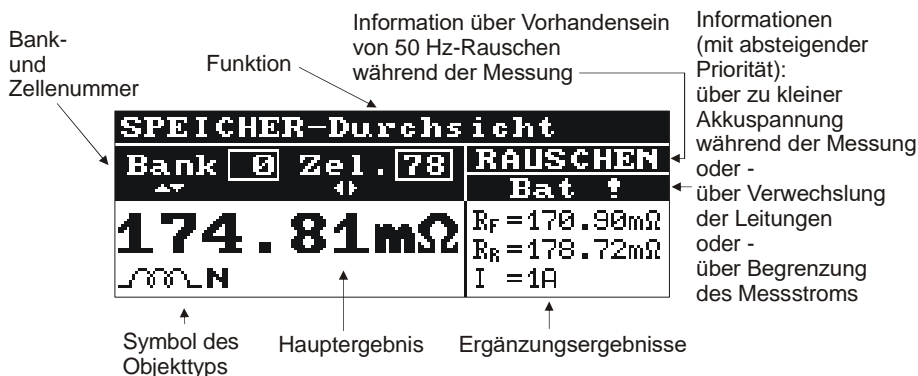 Bank-
und
Zellenummer
Funktion
Information über Vorhandensein
von 50 Hz-Rauschen
während der Messung
Informationen
(mit absteigender
Priorität):
über zu kleiner
Akkuspannung
während der Messung
oder -
über Verwechslung
der Leitungen
oder -
über Begrenzung
des Messstroms
SPEICHER-Durchsicht
Bank 0 Zel.78
RAUSCHEN
Bat !
174.81mΩ
N
RF=170.90mΩ
RR=178.72mΩ
I =1A
Symbol des
Objekttyps
Hauptergebnis
Ergänzungsergebnisse